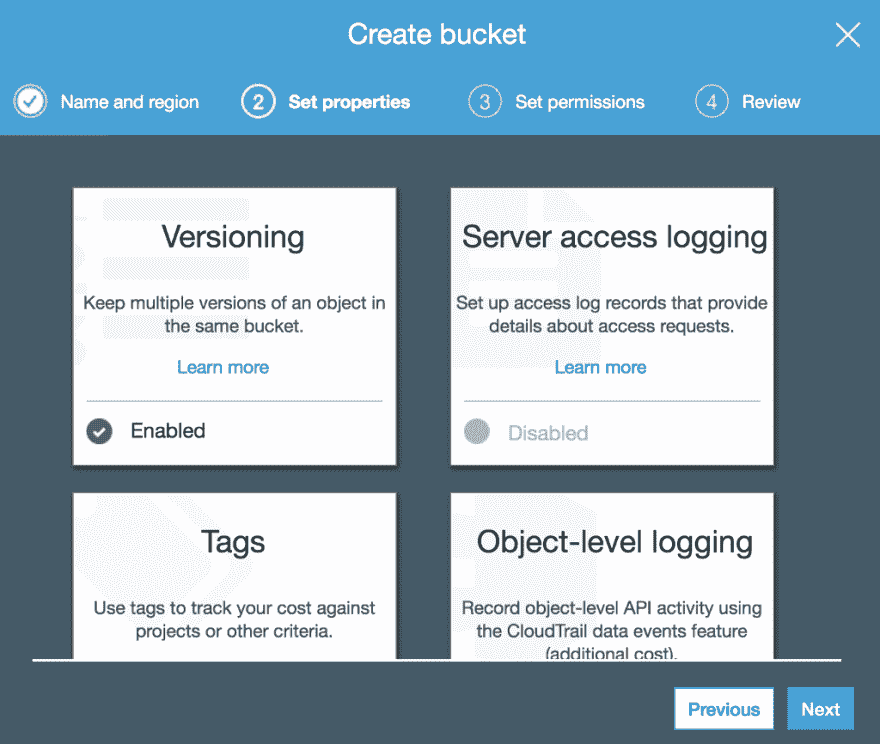 Create bucket
Name and region
2 Set properties
3 Set permissions
4 Review
Versioning
Keep multiple versions of an object in
the same bucket.
Learn more
Enabled
Server access logging
Set up access log records that provide
details about access requests.
Learn more
Disabled
Tags
Use tags to track your cost against
projects or other criteria.
Object-level logging
Record object-level API activity using
the CloudTrail data events feature
(additional cost).
Previous
Next